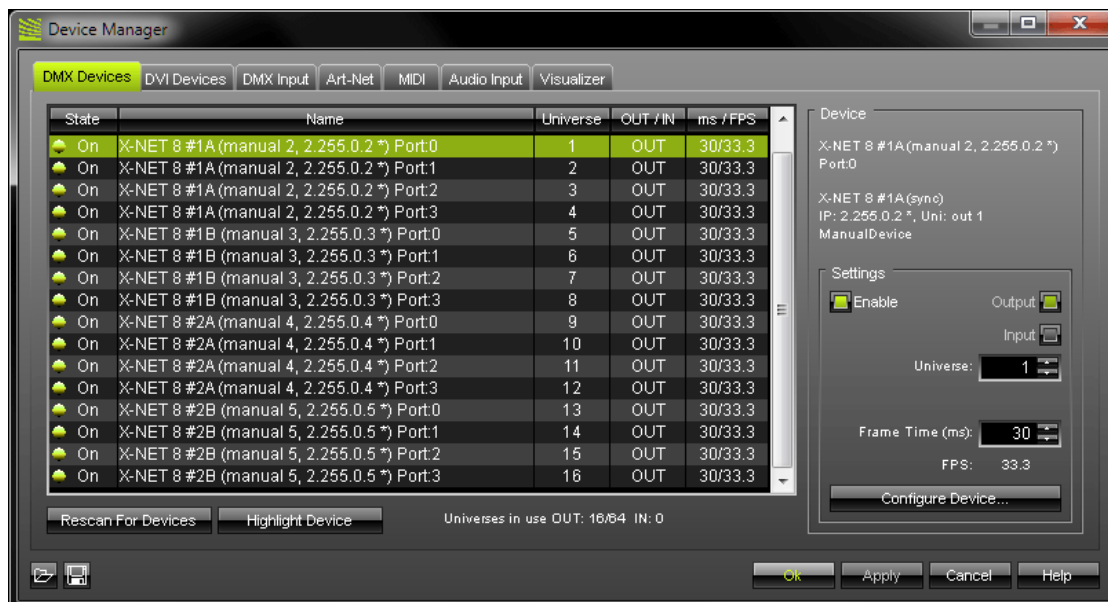 Device Manager
DMX Devices DVI Devices DMX Input Art-Net MIDI Audio Input Visualizer
State Name Universe OUT / IN ms / FPS
On X-NET 8 #1A (manual 2, 2.255.0.2 *) Port:0 1 OUT 30/33.3
On X-NET 8 #1A (manual 2, 2.255.0.2 *) Port:1 2 OUT 30/33.3
On X-NET 8 #1A (manual 2, 2.255.0.2 *) Port:2 3 OUT 30/33.3
On X-NET 8 #1A (manual 2, 2.255.0.2 *) Port:3 4 OUT 30/33.3
On X-NET 8 #1B (manual 3, 2.255.0.3 *) Port:0 5 OUT 30/33.3
On X-NET 8 #1B (manual 3, 2.255.0.3 *) Port:1 6 OUT 30/33.3
On X-NET 8 #1B (manual 3, 2.255.0.3 *) Port:2 7 OUT 30/33.3
On X-NET 8 #1B (manual 3, 2.255.0.3 *) Port:3 8 OUT 30/33.3
On X-NET 8 #2A (manual 4, 2.255.0.4 *) Port:0 9 OUT 30/33.3
On X-NET 8 #2A (manual 4, 2.255.0.4 *) Port:1 10 OUT 30/33.3
On X-NET 8 #2A (manual 4, 2.255.0.4 *) Port:2 11 OUT 30/33.3
On X-NET 8 #2A (manual 4, 2.255.0.4 *) Port:3 12 OUT 30/33.3
On X-NET 8 #2B (manual 5, 2.255.0.5 *) Port:0 13 OUT 30/33.3
On X-NET 8 #2B (manual 5, 2.255.0.5 *) Port:1 14 OUT 30/33.3
On X-NET 8 #2B (manual 5, 2.255.0.5 *) Port:2 15 OUT 30/33.3
On X-NET 8 #2B (manual 5, 2.255.0.5 *) Port:3 16 OUT 30/33.3
Rescan For Devices Highlight Device Universes in use OUT: 16/64 IN: 0
Device
X-NET 8 #1A (manual 2, 2.255.0.2 *)
Port:0
X-NET 8 #1A (sync)
IP: 2.255.0.2 *, Uni: out 1
ManualDevice
Settings
Enable Output
Input
Universe: 1
Frame Time (ms): 30
FPS: 33.3
Configure Device...
Ok Apply Cancel Help